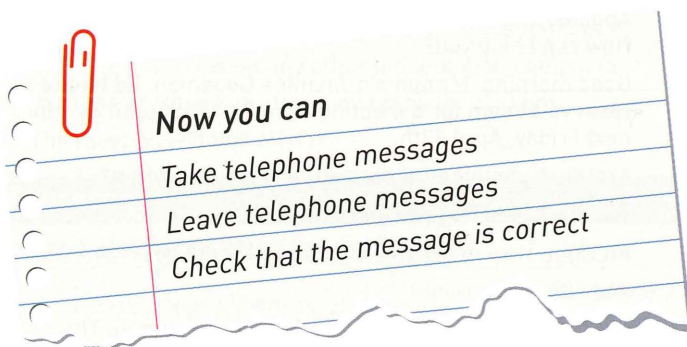 Now you can
Take telephone messages
Leave telephone messages
Check that the message is correct